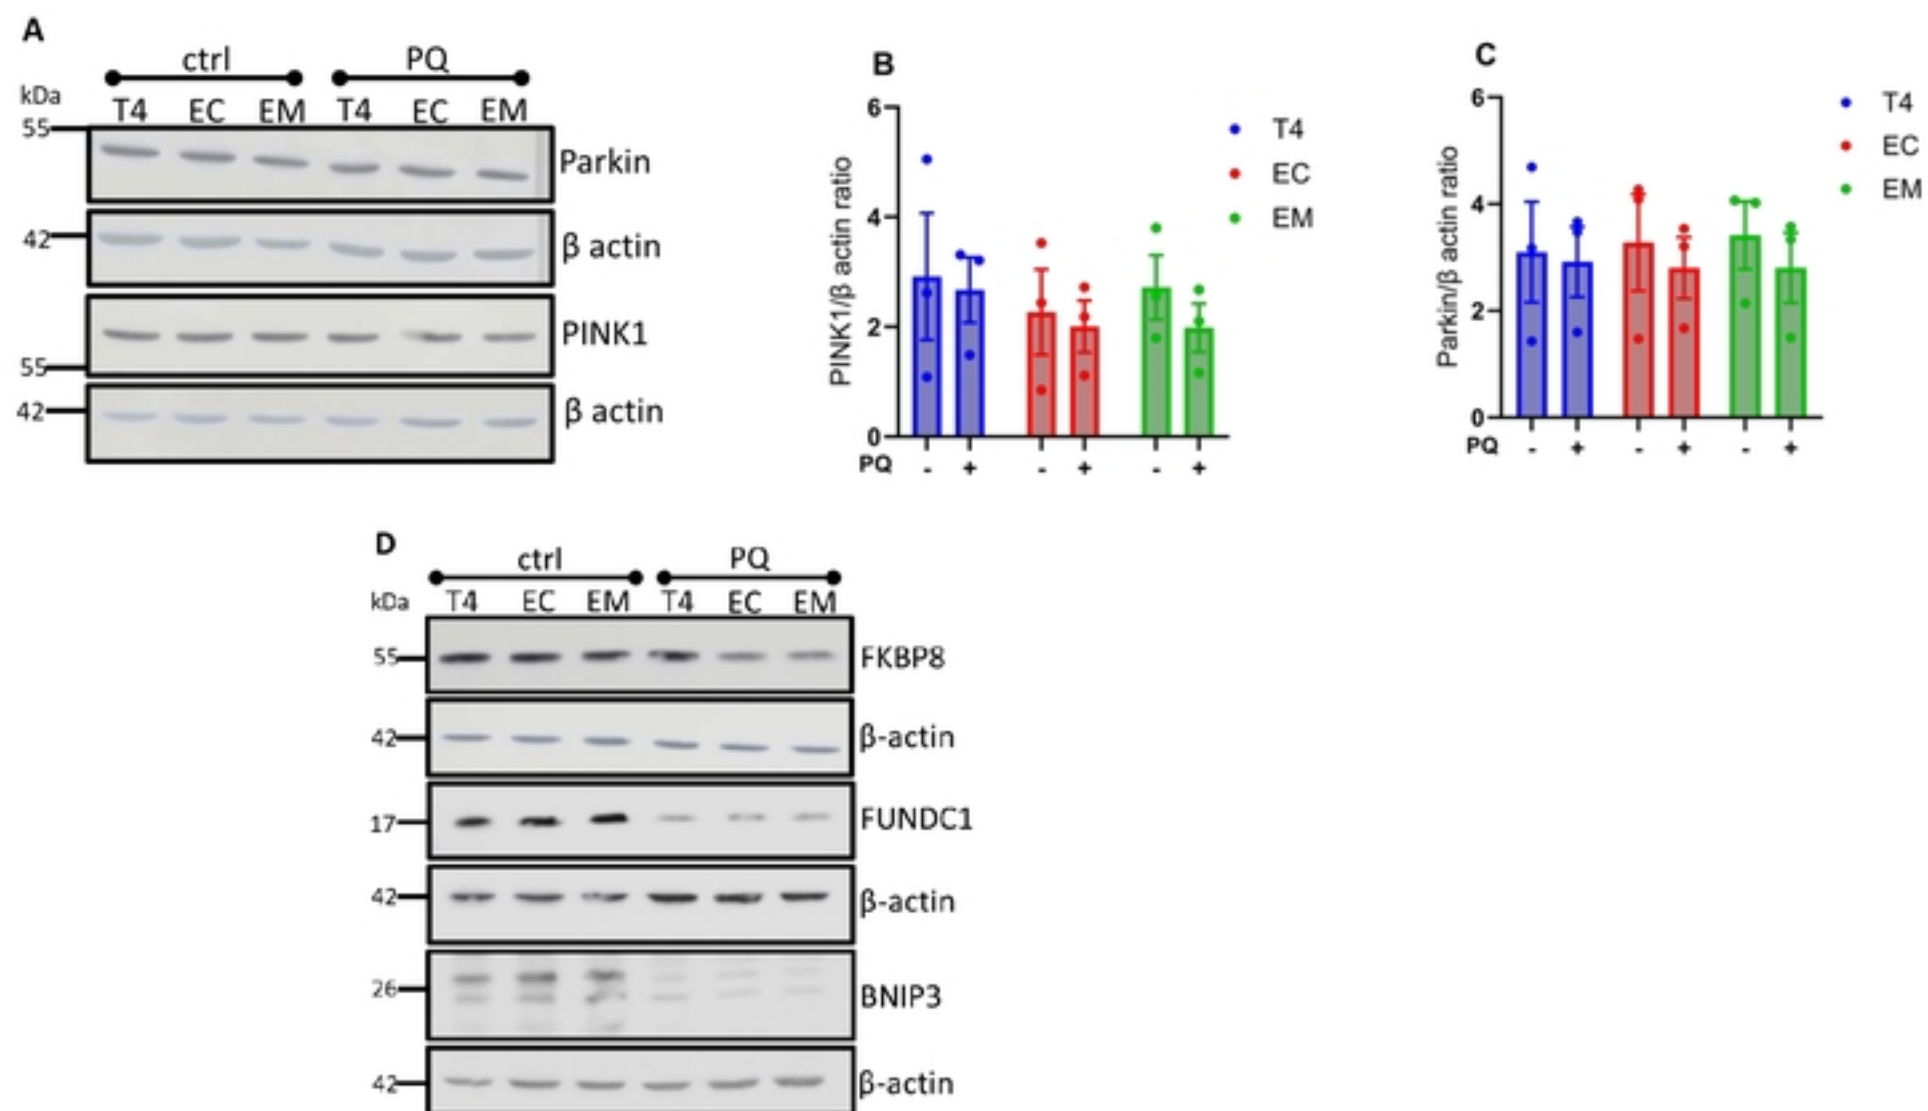 A
ctrl PQ
kDa T4 EC EM T4 EC EM
55
Parkin
42
β actin
PINK1
55
42
β actin
B
6
4
2
0
PINK1/β actin ratio
T4
EC
EM
PQ - + - + - +
C
6
4
2
0
Parkin/β actin ratio
T4
EC
EM
PQ - + - + - +
D
ctrl PQ
kDa T4 EC EM T4 EC EM
55 FKBP8
42 β-actin
17 FUNDC1
42 β-actin
26 BNIP3
42 β-actin